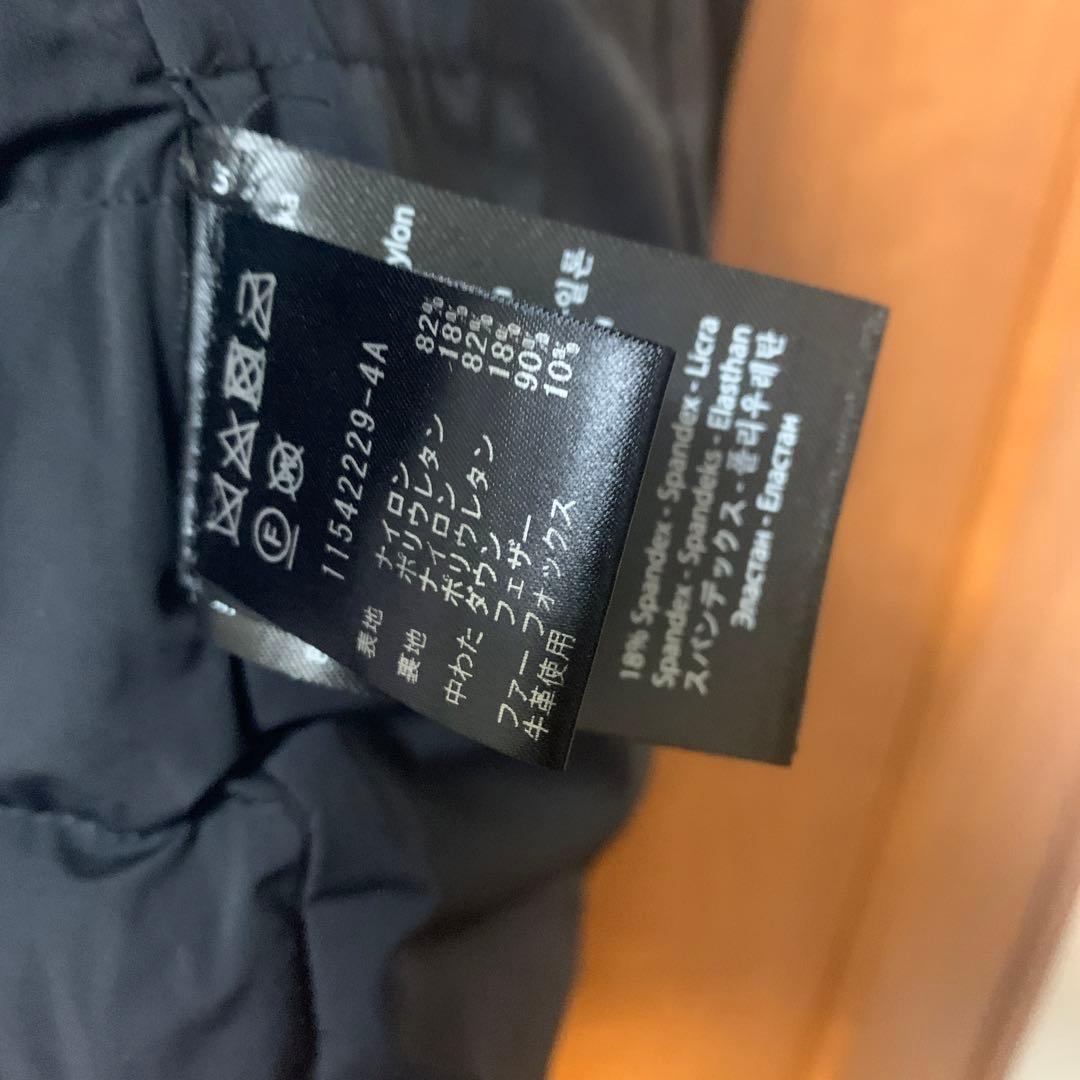 11542229-4A
表地 ナイロン 82%
ポリウレタン 18%
裏地 ナイロン 82%
ポリウレタン 18%
中わた ダウン 90%
フェザー 10%
ファー フォックス
牛革使用
18% Spandex - Spandex - Licra
Spandex - Spandeks - Elasthan
スパンデックス - 폴리우레탄
Эластан - Еластан